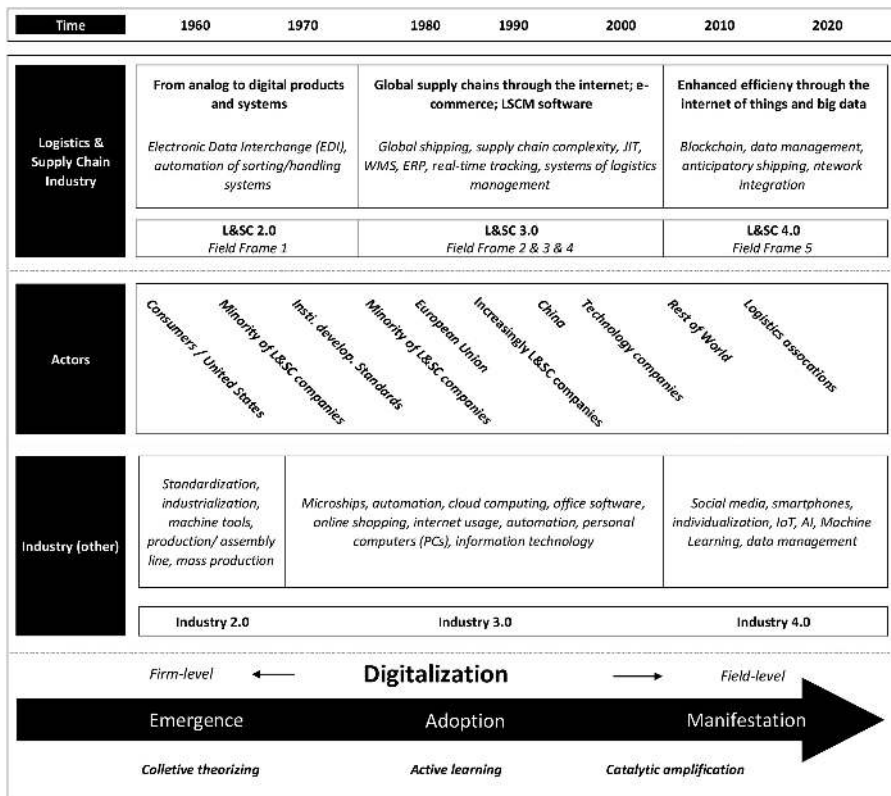 Time
1960 1970 1980 1990 2000 2010 2020
Logistics &
Supply Chain
Industry
From analog to digital products
and systems
Electronic Data Interchange (EDI),
automation of sorting/handling
systems
Global supply chains through the internet; e-
commerce; LSCM software
Global shipping, supply chain complexity, JIT,
WMS, ERP, real-time tracking, systems of logistics
management
Enhanced efficieny through the
internet of things and big data
Blockchain, data management,
anticipatory shipping, ntework
integration
L&SC 2.0
Field Frame 1
L&SC 3.0
Field Frame 2 & 3 & 4
L&SC 4.0
Field Frame 5
Actors
Consumers / United States
Minority of L&SC companies
Insti. develop. Standards
Minority of L&SC companies
European Union
Increasingly L&SC companies
China
Technology companies
Rest of World
Logistics assocations
Industry (other)
Standardization,
industrialization,
machine tools,
production/ assembly
line, mass production
Microships, automation, cloud computing, office software,
online shopping, internet usage, automation, personal
computers (PCs), information technology
Social media, smartphones,
individualization, IoT, AI, Machine
Learning, data management
Industry 2.0
Industry 3.0
Industry 4.0
Firm-level
Digitalization
Field-level
Emergence
Adoption
Manifestation
Colletive theorizing
Active learning
Catalytic amplification